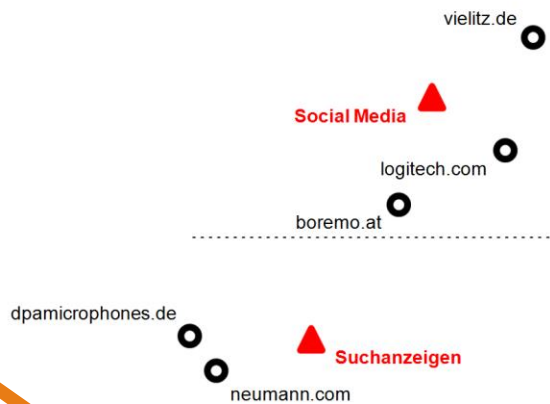 vielitz.de
Social Media
logitech.com
boremo.at
dpamicrophones.de
Suchanzeigen
neumann.com